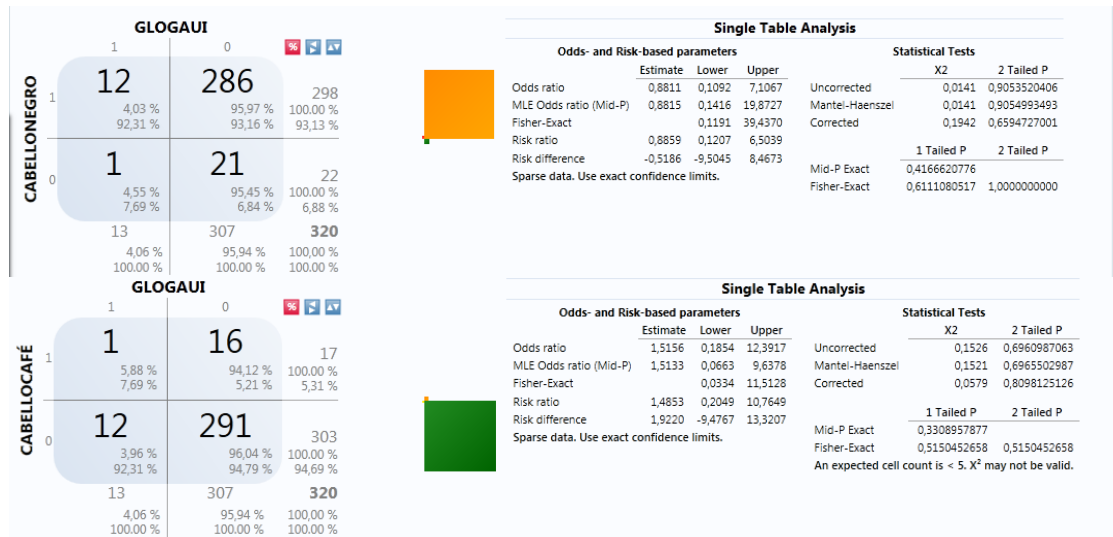 GLOGAUI
1 0 %
CABELLONEGRO
1 12 286 298
4,03 % 95,97 % 100.00 %
92,31 % 93,16 % 93,13 %
0 1 21 22
4,55 % 95,45 % 100.00 %
7,69 % 6,84 % 6,88 %
13 307 320
4,06 % 95,94 % 100,00 %
100.00 % 100.00 % 100.00 %
Single Table Analysis
Odds- and Risk-based parameters
Estimate Lower Upper
Odds ratio 0,8811 0,1092 7,1067
MLE Odds ratio (Mid-P) 0,8815 0,1416 19,8727
Fisher-Exact 0,1191 39,4370
Risk ratio 0,8859 0,1207 6,5039
Risk difference -0,5186 -9,5045 8,4673
Sparse data. Use exact confidence limits.
Statistical Tests
X2 2 Tailed P
Uncorrected 0,0141 0,9053520406
Mantel-Haenszel 0,0141 0,9054993493
Corrected 0,1942 0,6594727001
1 Tailed P 2 Tailed P
Mid-P Exact 0,4166620776
Fisher-Exact 0,6111080517 1,0000000000
GLOGAUI
1 0 %
CABELLOCAFÉ
1 1 16 17
5,88 % 94,12 % 100.00 %
7,69 % 5,21 % 5,31 %
0 12 291 303
3,96 % 96,04 % 100.00 %
92,31 % 94,79 % 94,69 %
13 307 320
4,06 % 95,94 % 100,00 %
100.00 % 100.00 % 100.00 %
Single Table Analysis
Odds- and Risk-based parameters
Estimate Lower Upper
Odds ratio 1,5156 0,1854 12,3917
MLE Odds ratio (Mid-P) 1,5133 0,0663 9,6378
Fisher-Exact 0,0334 11,5128
Risk ratio 1,4853 0,2049 10,7649
Risk difference 1,9220 -9,4767 13,3207
Sparse data. Use exact confidence limits.
Statistical Tests
X2 2 Tailed P
Uncorrected 0,1526 0,6960987063
Mantel-Haenszel 0,1521 0,6965502987
Corrected 0,0579 0,8098125126
1 Tailed P 2 Tailed P
Mid-P Exact 0,3308957877
Fisher-Exact 0,5150452658 0,5150452658
An expected cell count is < 5. X² may not be valid.